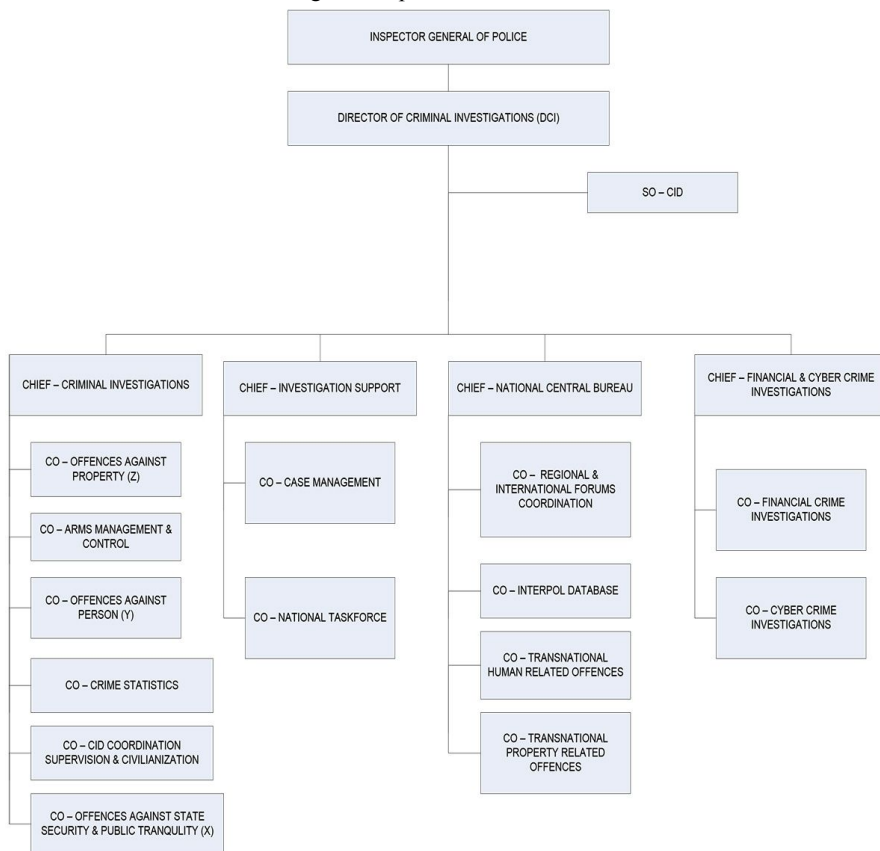 INSPECTOR GENERAL OF POLICE
DIRECTOR OF CRIMINAL INVESTIGATIONS (DCI)
SO – CID
CHIEF – CRIMINAL INVESTIGATIONS
CO – OFFENCES AGAINST
PROPERTY (Z)
CO – ARMS MANAGEMENT &
CONTROL
CO – OFFENCES AGAINST
PERSON (Y)
CO – CRIME STATISTICS
CO – CID COORDINATION
SUPERVISION & CIVILIANIZATION
CO – OFFENCES AGAINST STATE
SECURITY & PUBLIC TRANQULITY (X)
CHIEF – INVESTIGATION SUPPORT
CO – CASE MANAGEMENT
CO – NATIONAL TASKFORCE
CHIEF – NATIONAL CENTRAL BUREAU
CO – REGIONAL &
INTERNATIONAL FORUMS
COORDINATION
CO – INTERPOL DATABASE
CO – TRANSNATIONAL
HUMAN RELATED OFFENCES
CO – TRANSNATIONAL
PROPERTY RELATED
OFFENCES
CHIEF – FINANCIAL & CYBER CRIME
INVESTIGATIONS
CO – FINANCIAL CRIME
INVESTIGATIONS
CO – CYBER CRIME
INVESTIGATIONS